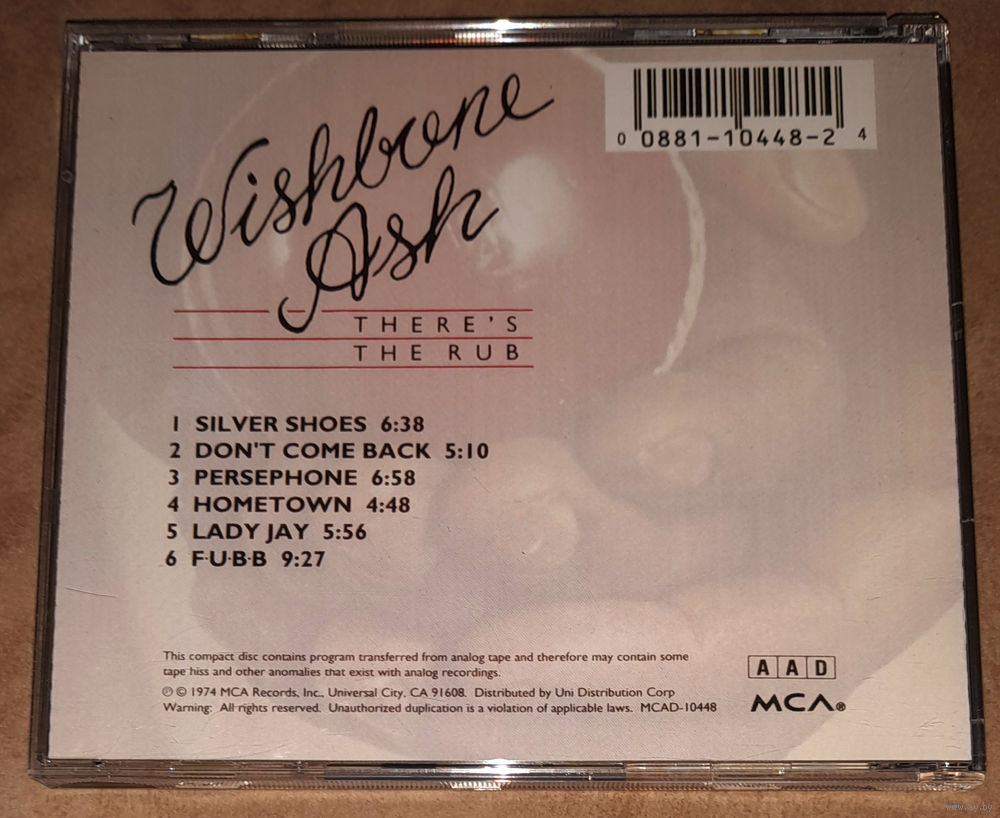 Wishbone
Ash
THERE'S
THE RUB
0 0881-10448-2 4
1 SILVER SHOES 6:38
2 DON'T COME BACK 5:10
3 PERSEPHONE 6:58
4 HOMETOWN 4:48
5 LADY JAY 5:56
6 F·U·B·B 9:27
This compact disc contains program transferred from analog tape and therefore may contain some
tape hiss and other anomalies that exist with analog recordings.
℗ © 1974 MCA Records, Inc., Universal City, CA 91608. Distributed by Uni Distribution Corp
Warning: All rights reserved. Unauthorized duplication is a violation of applicable laws. MCAD-10448
A A D
MCA®